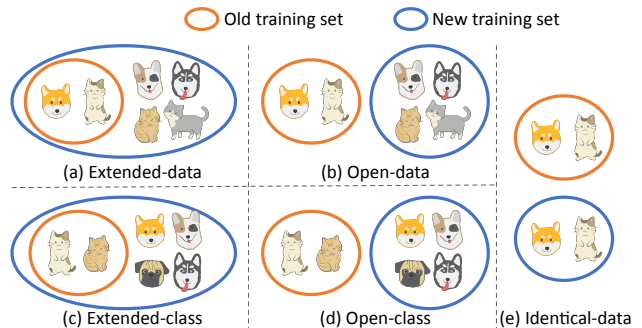 Old training set
New training set
(a) Extended-data
(b) Open-data
(c) Extended-class
(d) Open-class
(e) Identical-data